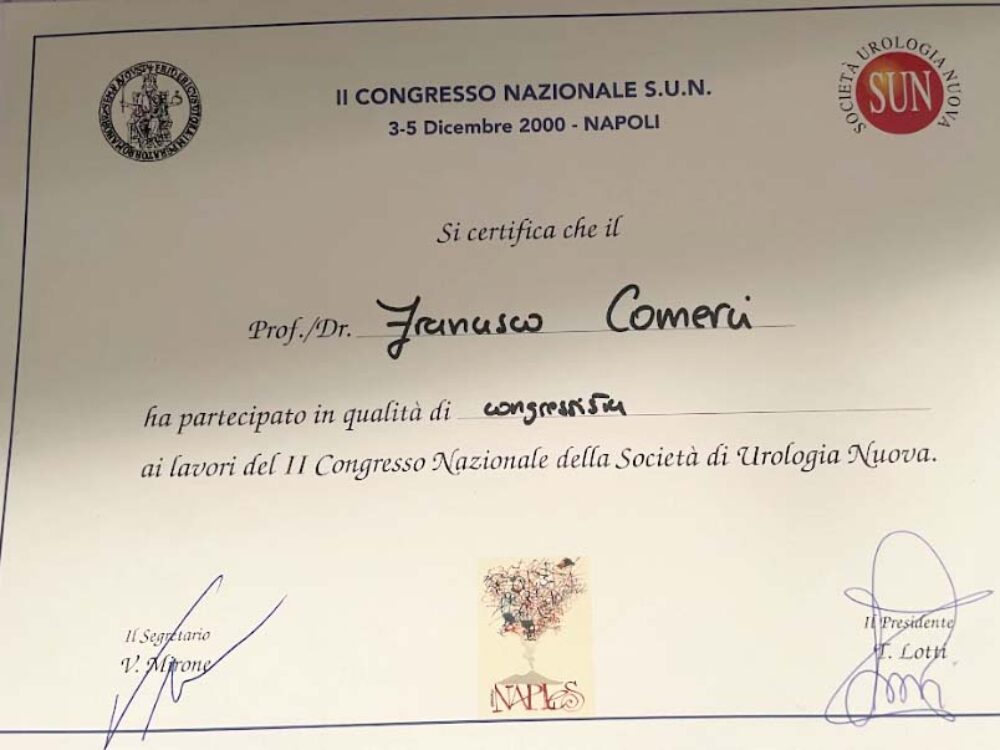 II CONGRESSO NAZIONALE S.U.N.
3-5 Dicembre 2000 - NAPOLI
SOCIETÀ UROLOGIA NUOVA
SUN
Si certifica che il
Prof./Dr. Francesco Comeri
ha partecipato in qualità di congressista
ai lavori del II Congresso Nazionale della Società di Urologia Nuova.
Il Segretario
V. Mirone
NAPLES
Il Presidente
T. Lotti